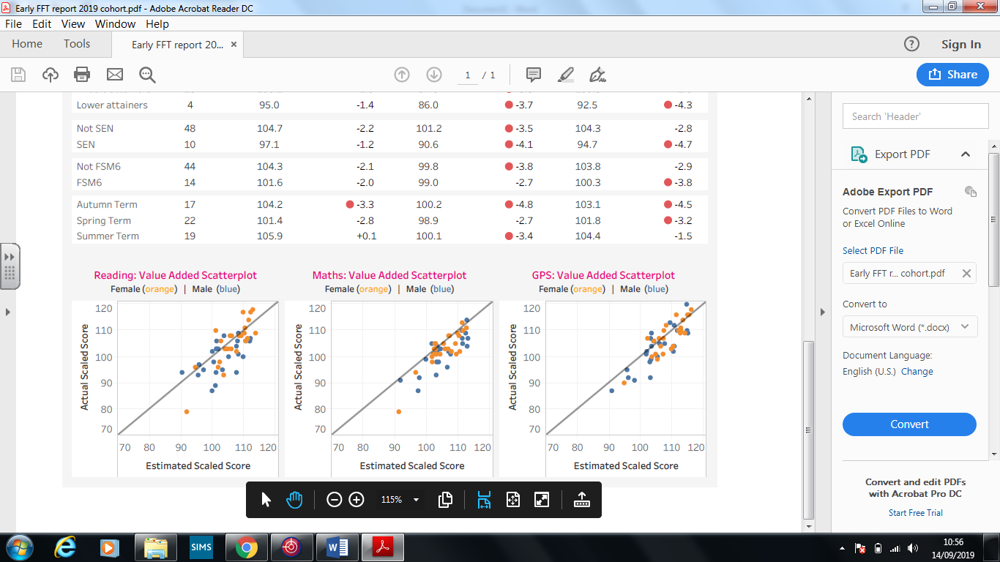 Early FFT report 2019 cohort.pdf - Adobe Acrobat Reader DC
File Edit View Window Help
Home Tools Early FFT report 20... × Sign In
1 / 1 Share
Lower attainers 4 95.0 -1.4 86.0 -3.7 92.5 -4.3
Not SEN 48 104.7 -2.2 101.2 -3.5 104.3 -2.8
SEN 10 97.1 -1.2 90.6 -4.1 94.7 -4.7
Not FSM6 44 104.3 -2.1 99.8 -3.8 103.8 -2.9
FSM6 14 101.6 -2.0 99.0 -2.7 100.3 -3.8
Autumn Term 17 104.2 -3.3 100.2 -4.8 103.1 -4.5
Spring Term 22 101.4 -2.8 98.9 -2.7 101.8 -3.2
Summer Term 19 105.9 +0.1 100.1 -3.4 104.4 -1.5
Reading: Value Added Scatterplot
Female (orange) | Male (blue)
Actual Scaled Score
120
110
100
90
80
70
70 80 90 100 110 120
Estimated Scaled Score
Maths: Value Added Scatterplot
Female (orange) | Male (blue)
Actual Scaled Score
120
110
100
90
80
70
70 80 90 100 110 120
Estimated Scaled Score
GPS: Value Added Scatterplot
Female (orange) | Male (blue)
Actual Scaled Score
120
110
100
90
80
70
70 80 90 100 110 120
Estimated Scaled Score
115%
Search 'Header'
Export PDF
Adobe Export PDF
Convert PDF Files to Word
or Excel Online
Select PDF File
Early FFT r... cohort.pdf
Convert to
Microsoft Word (*.docx)
Document Language:
English (U.S.) Change
Convert
Convert and edit PDFs
with Acrobat Pro DC
Start Free Trial
SIMS
10:56
14/09/2019